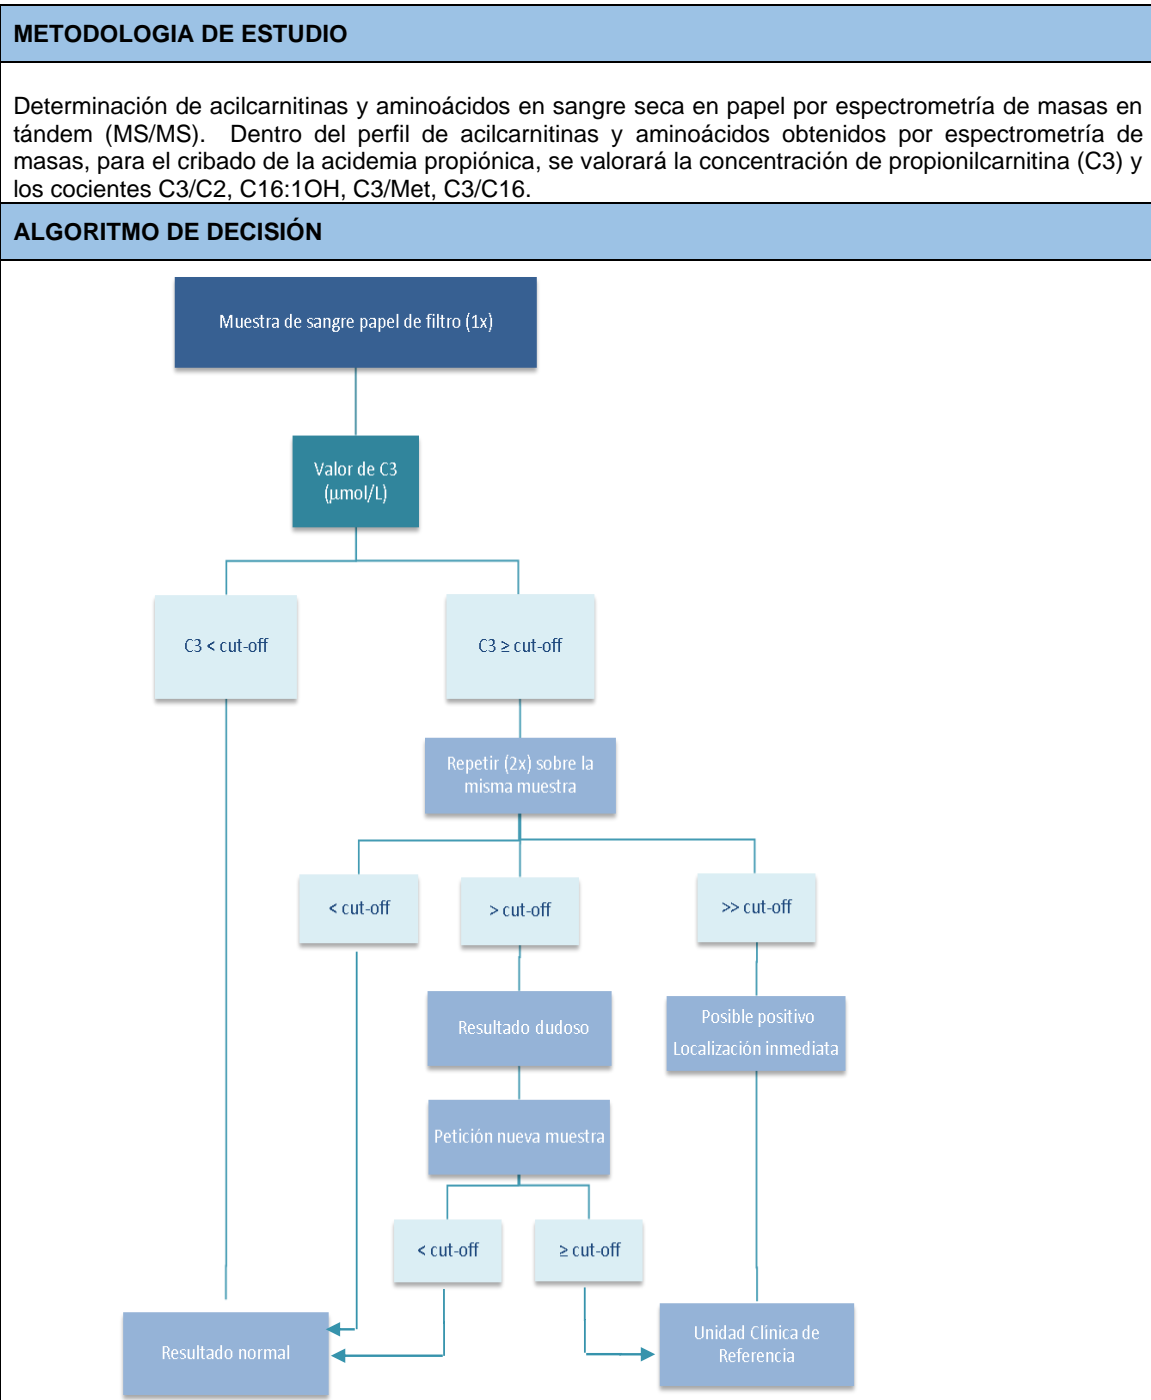 METODOLOGIA DE ESTUDIO
Determinación de acilcarnitinas y aminoácidos en sangre seca en papel por espectrometría de masas en
tándem (MS/MS). Dentro del perfil de acilcarnitinas y aminoácidos obtenidos por espectrometría de
masas, para el cribado de la acidemia propiónica, se valorará la concentración de propionilcarnitina (C3) y
los cocientes C3/C2, C16:1OH, C3/Met, C3/C16.
ALGORITMO DE DECISIÓN
Muestra de sangre papel de filtro (1x)
Valor de C3
(µmol/L)
C3 < cut-off
C3 ≥ cut-off
Repetir (2x) sobre la
misma muestra
< cut-off
> cut-off
>> cut-off
Resultado dudoso
Posible positivo
Localización inmediata
Petición nueva muestra
< cut-off
≥ cut-off
Resultado normal
Unidad Clínica de
Referencia